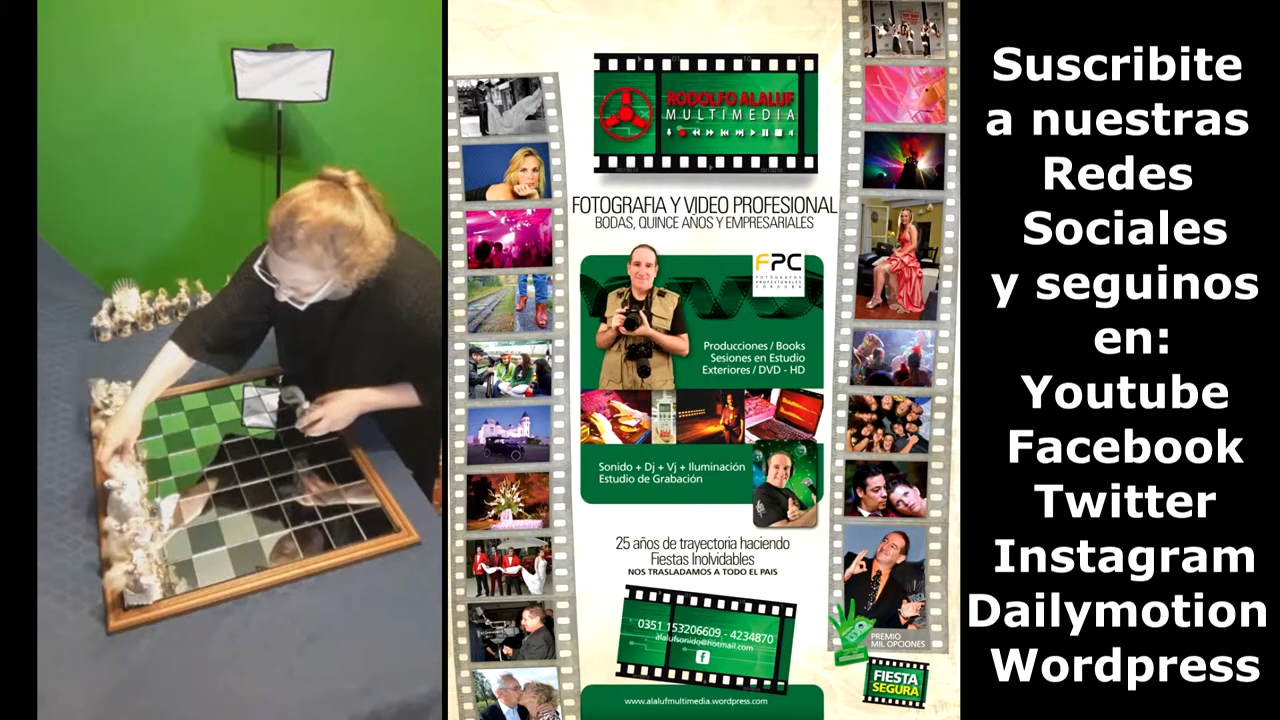 RODOLFO ALALUF
MULTIMEDIA
FOTOGRAFIA Y VIDEO PROFESIONAL
BODAS, QUINCE AÑOS Y EMPRESARIALES
FPC
FOTOGRAFOS
PROFESIONALES
CÓRDOBA
Producciones / Books
Sesiones en Estudio
Exteriores / DVD - HD
Sonido + Dj + Vj + Iluminación
Estudio de Grabación
25 años de trayectoria haciendo
Fiestas Inolvidables
NOS TRASLADAMOS A TODO EL PAIS
0351 153206609 - 4234870
alalufsonido@hotmail.com
f
www.alalufmultimedia.wordpress.com
PREMIO
MIL OPCIONES
FIESTA
SEGURA
Suscribite
a nuestras
Redes
Sociales
y seguinos
en:
Youtube
Facebook
Twitter
Instagram
Dailymotion
Wordpress